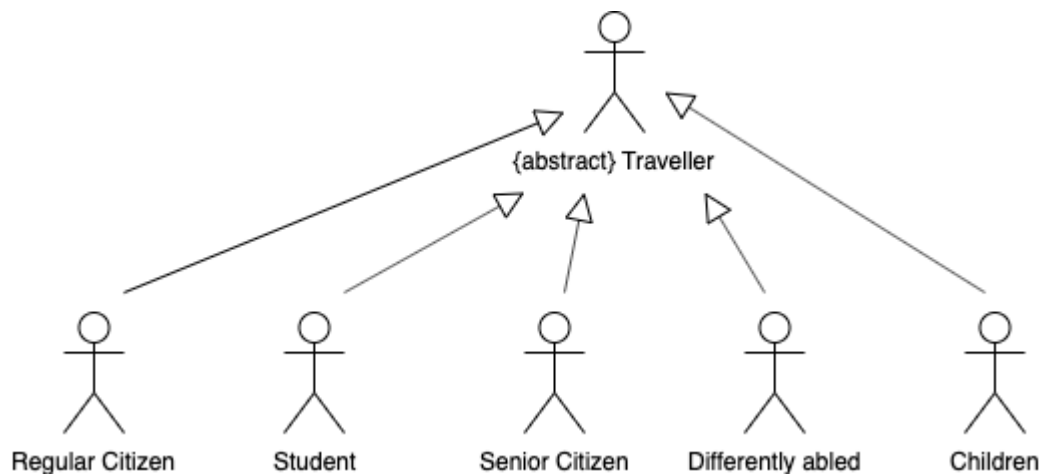 {abstract} Traveller
Regular Citizen
Student
Senior Citizen
Differently abled
Children